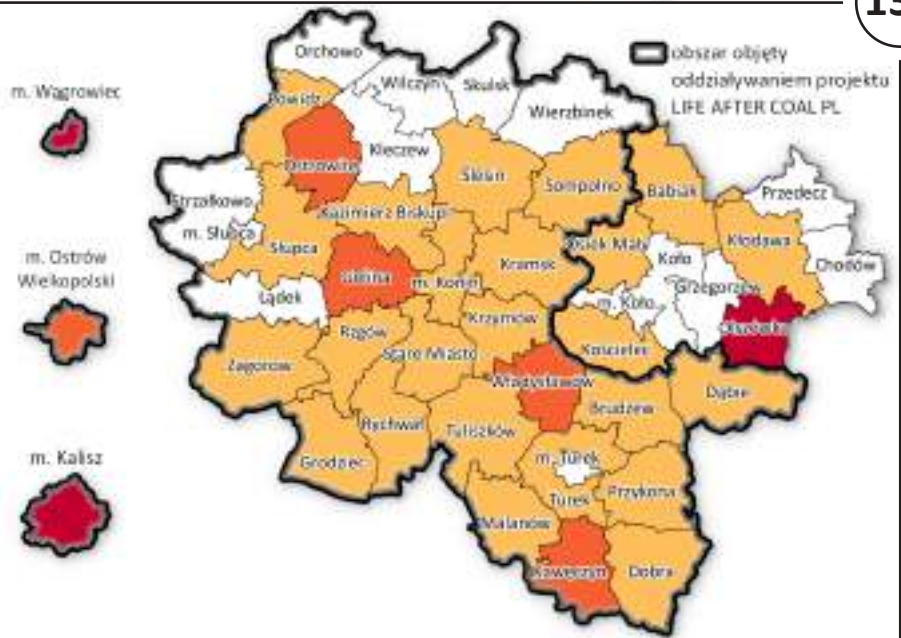 13
Orchowo
obszar objęty
oddziaływaniem projektu
LIFE AFTER COAL PL
Wilczyn
Skulsk
m. Wągrowiec
Powidz
Wierzbinek
Kleczew
Ostrowite
Ślesin
Sompolno
Babiak
Przedecz
Strzałkowo
Kazimierz Biskupi
m. Słupca
Słupca
Osiek Mały
Kłodawa
Koło
Chodów
m. Ostrów
Wielkopolski
Golina
m. Konin
Kramsk
Grzegorzew
Lądek
m. Koło
Krzymów
Olszówka
Rzgów
Stare Miasto
Kościelec
Zagórów
Władysławów
Dąbie
Brudzew
Rychwał
Tuliszków
m. Kalisz
Grodziec
m. Turek
Turek
Przykona
Malanów
Kawęczyn
Dobra